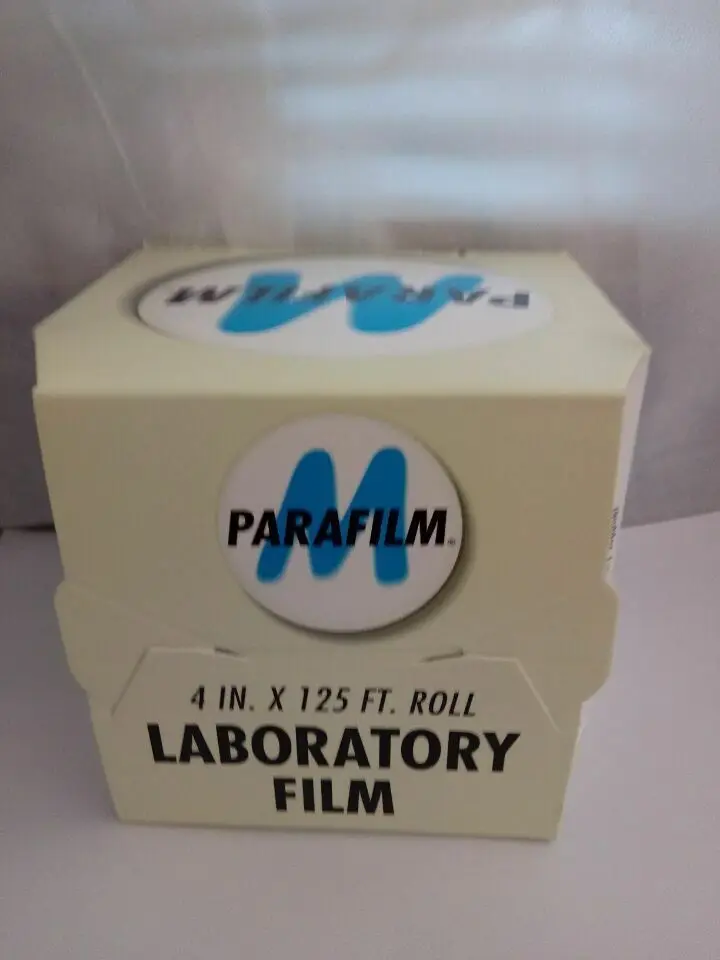 PARAFILM
M
PARAFILM
M
4 IN. X 125 FT. ROLL
LABORATORY
FILM